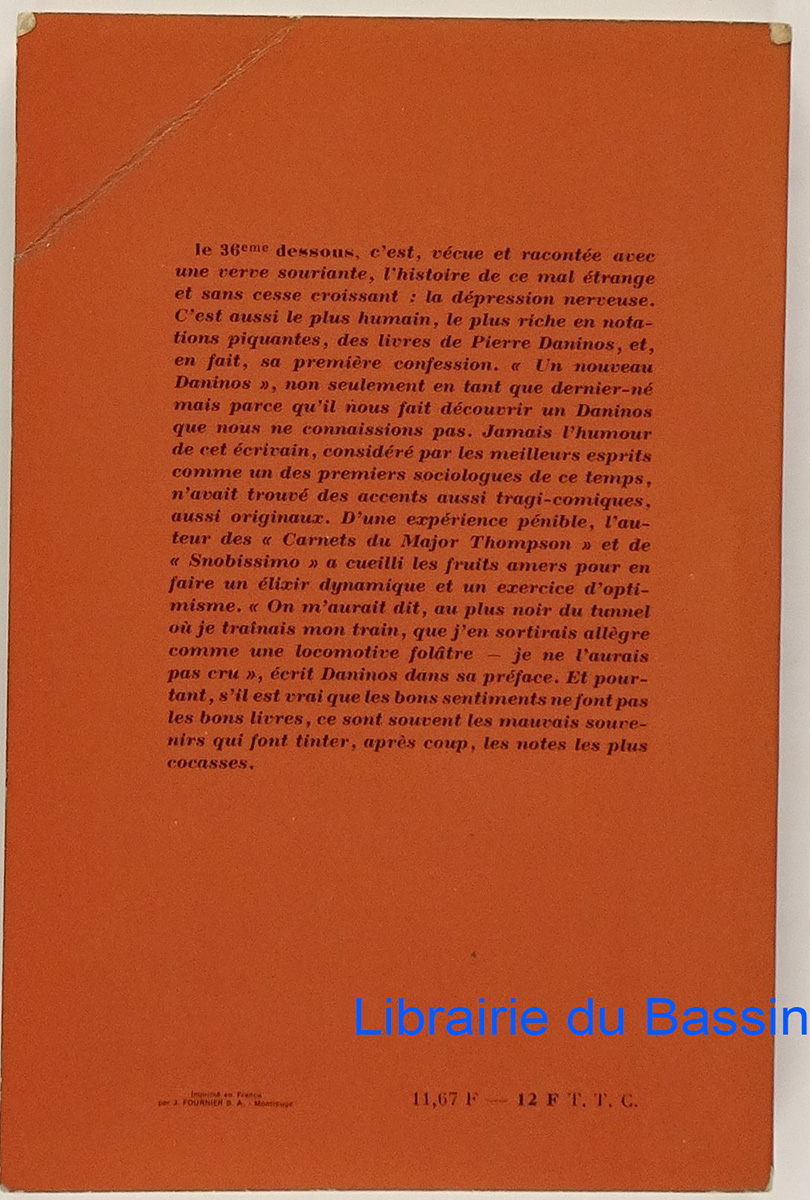 le 36eme dessous, c'est, vécue et racontée avec
une verve souriante, l'histoire de ce mal étrange
et sans cesse croissant : la dépression nerveuse.
C'est aussi le plus humain, le plus riche en nota-
tions piquantes, des livres de Pierre Daninos, et,
en fait, sa première confession. « Un nouveau
Daninos », non seulement en tant que dernier-né
mais parce qu'il nous fait découvrir un Daninos
que nous ne connaissions pas. Jamais l'humour
de cet écrivain, considéré par les meilleurs esprits
comme un des premiers sociologues de ce temps,
n'avait trouvé des accents aussi tragi-comiques,
aussi originaux. D'une expérience pénible, l'au-
teur des « Carnets du Major Thompson » et de
« Snobissimo » a cueilli les fruits amers pour en
faire un élixir dynamique et un exercice d'opti-
misme. « On m'aurait dit, au plus noir du tunnel
où je traînais mon train, que j'en sortirais allègre
comme une locomotive folâtre — je ne l'aurais
pas cru », écrit Daninos dans sa préface. Et pour-
tant, s'il est vrai que les bons sentiments ne font pas
les bons livres, ce sont souvent les mauvais souve-
nirs qui font tinter, après coup, les notes les plus
cocasses.
Librairie du Bassin
Imprimé en France
par J. FOURNIER S. A. - Montrouge
11,67 F — 12 F T. T. C.